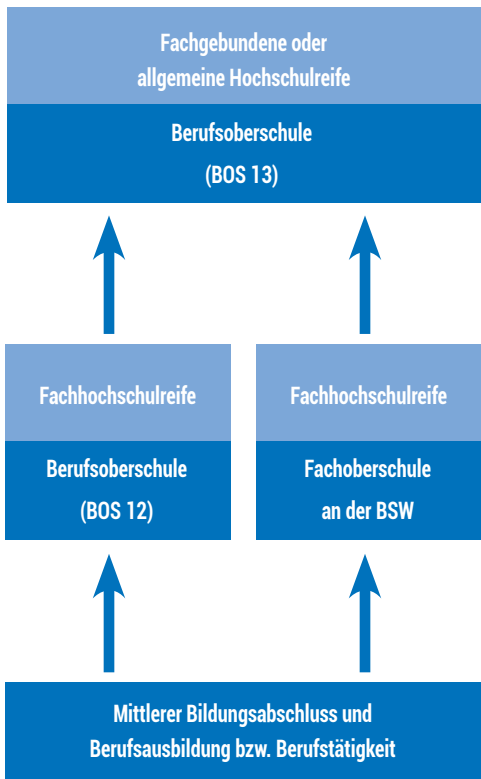 Fachgebundene oder
allgemeine Hochschulreife
Berufsoberschule
(BOS 13)
Fachhochschulreife
Berufsoberschule
(BOS 12)
Fachhochschulreife
Fachoberschule
an der BSW
Mittlerer Bildungsabschluss und
Berufsausbildung bzw. Berufstätigkeit